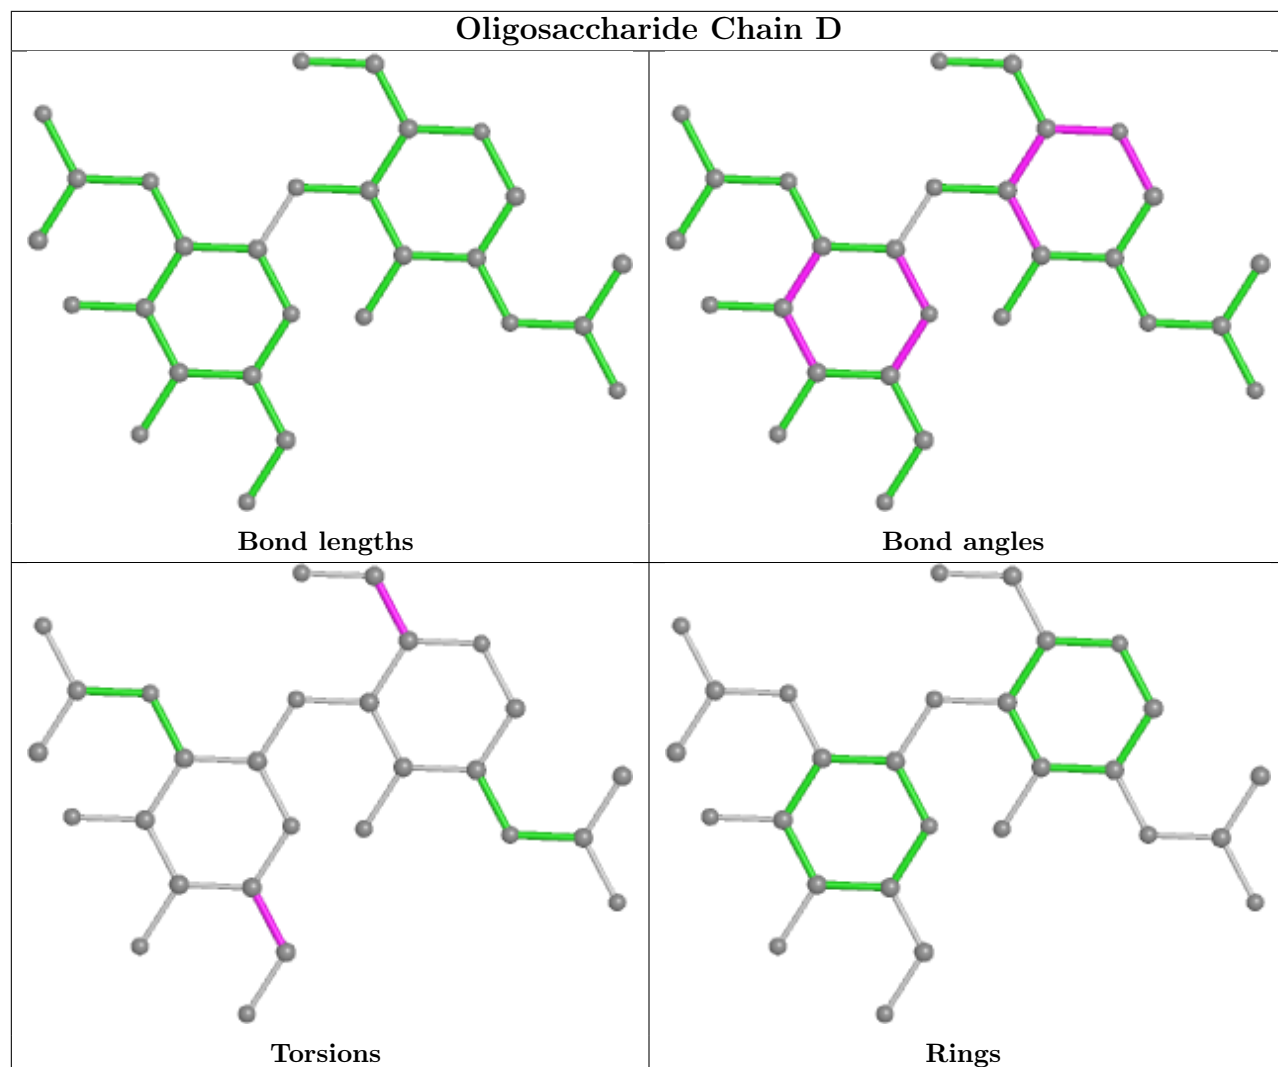 Oligosaccharide Chain D
Bond lengths
Bond angles
Torsions
Rings